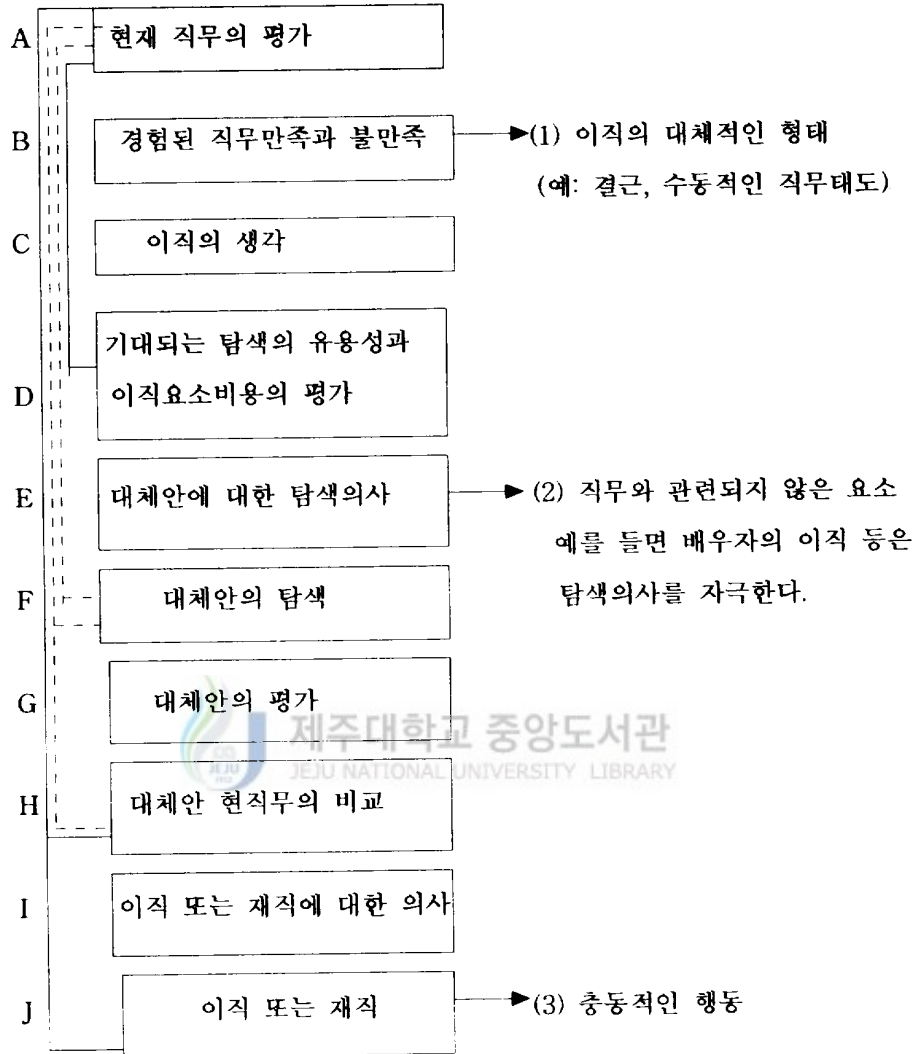 A 현재 직무의 평가
B 경험된 직무만족과 불만족 (1) 이직의 대체적인 형태
(예: 결근, 수동적인 직무태도)
C 이직의 생각
기대되는 탐색의 유용성과
D 이직요소비용의 평가
E 대체안에 대한 탐색의사 (2) 직무와 관련되지 않은 요소
예를 들면 배우자의 이직 등은
탐색의사를 자극한다.
F 대체안의 탐색
G 대체안의 평가
제주대학교 중앙도서관
JEJU NATIONAL UNIVERSITY LIBRARY
H 대체안 현직무의 비교
I 이직 또는 재직에 대한 의사
J 이직 또는 재직 (3) 충동적인 행동